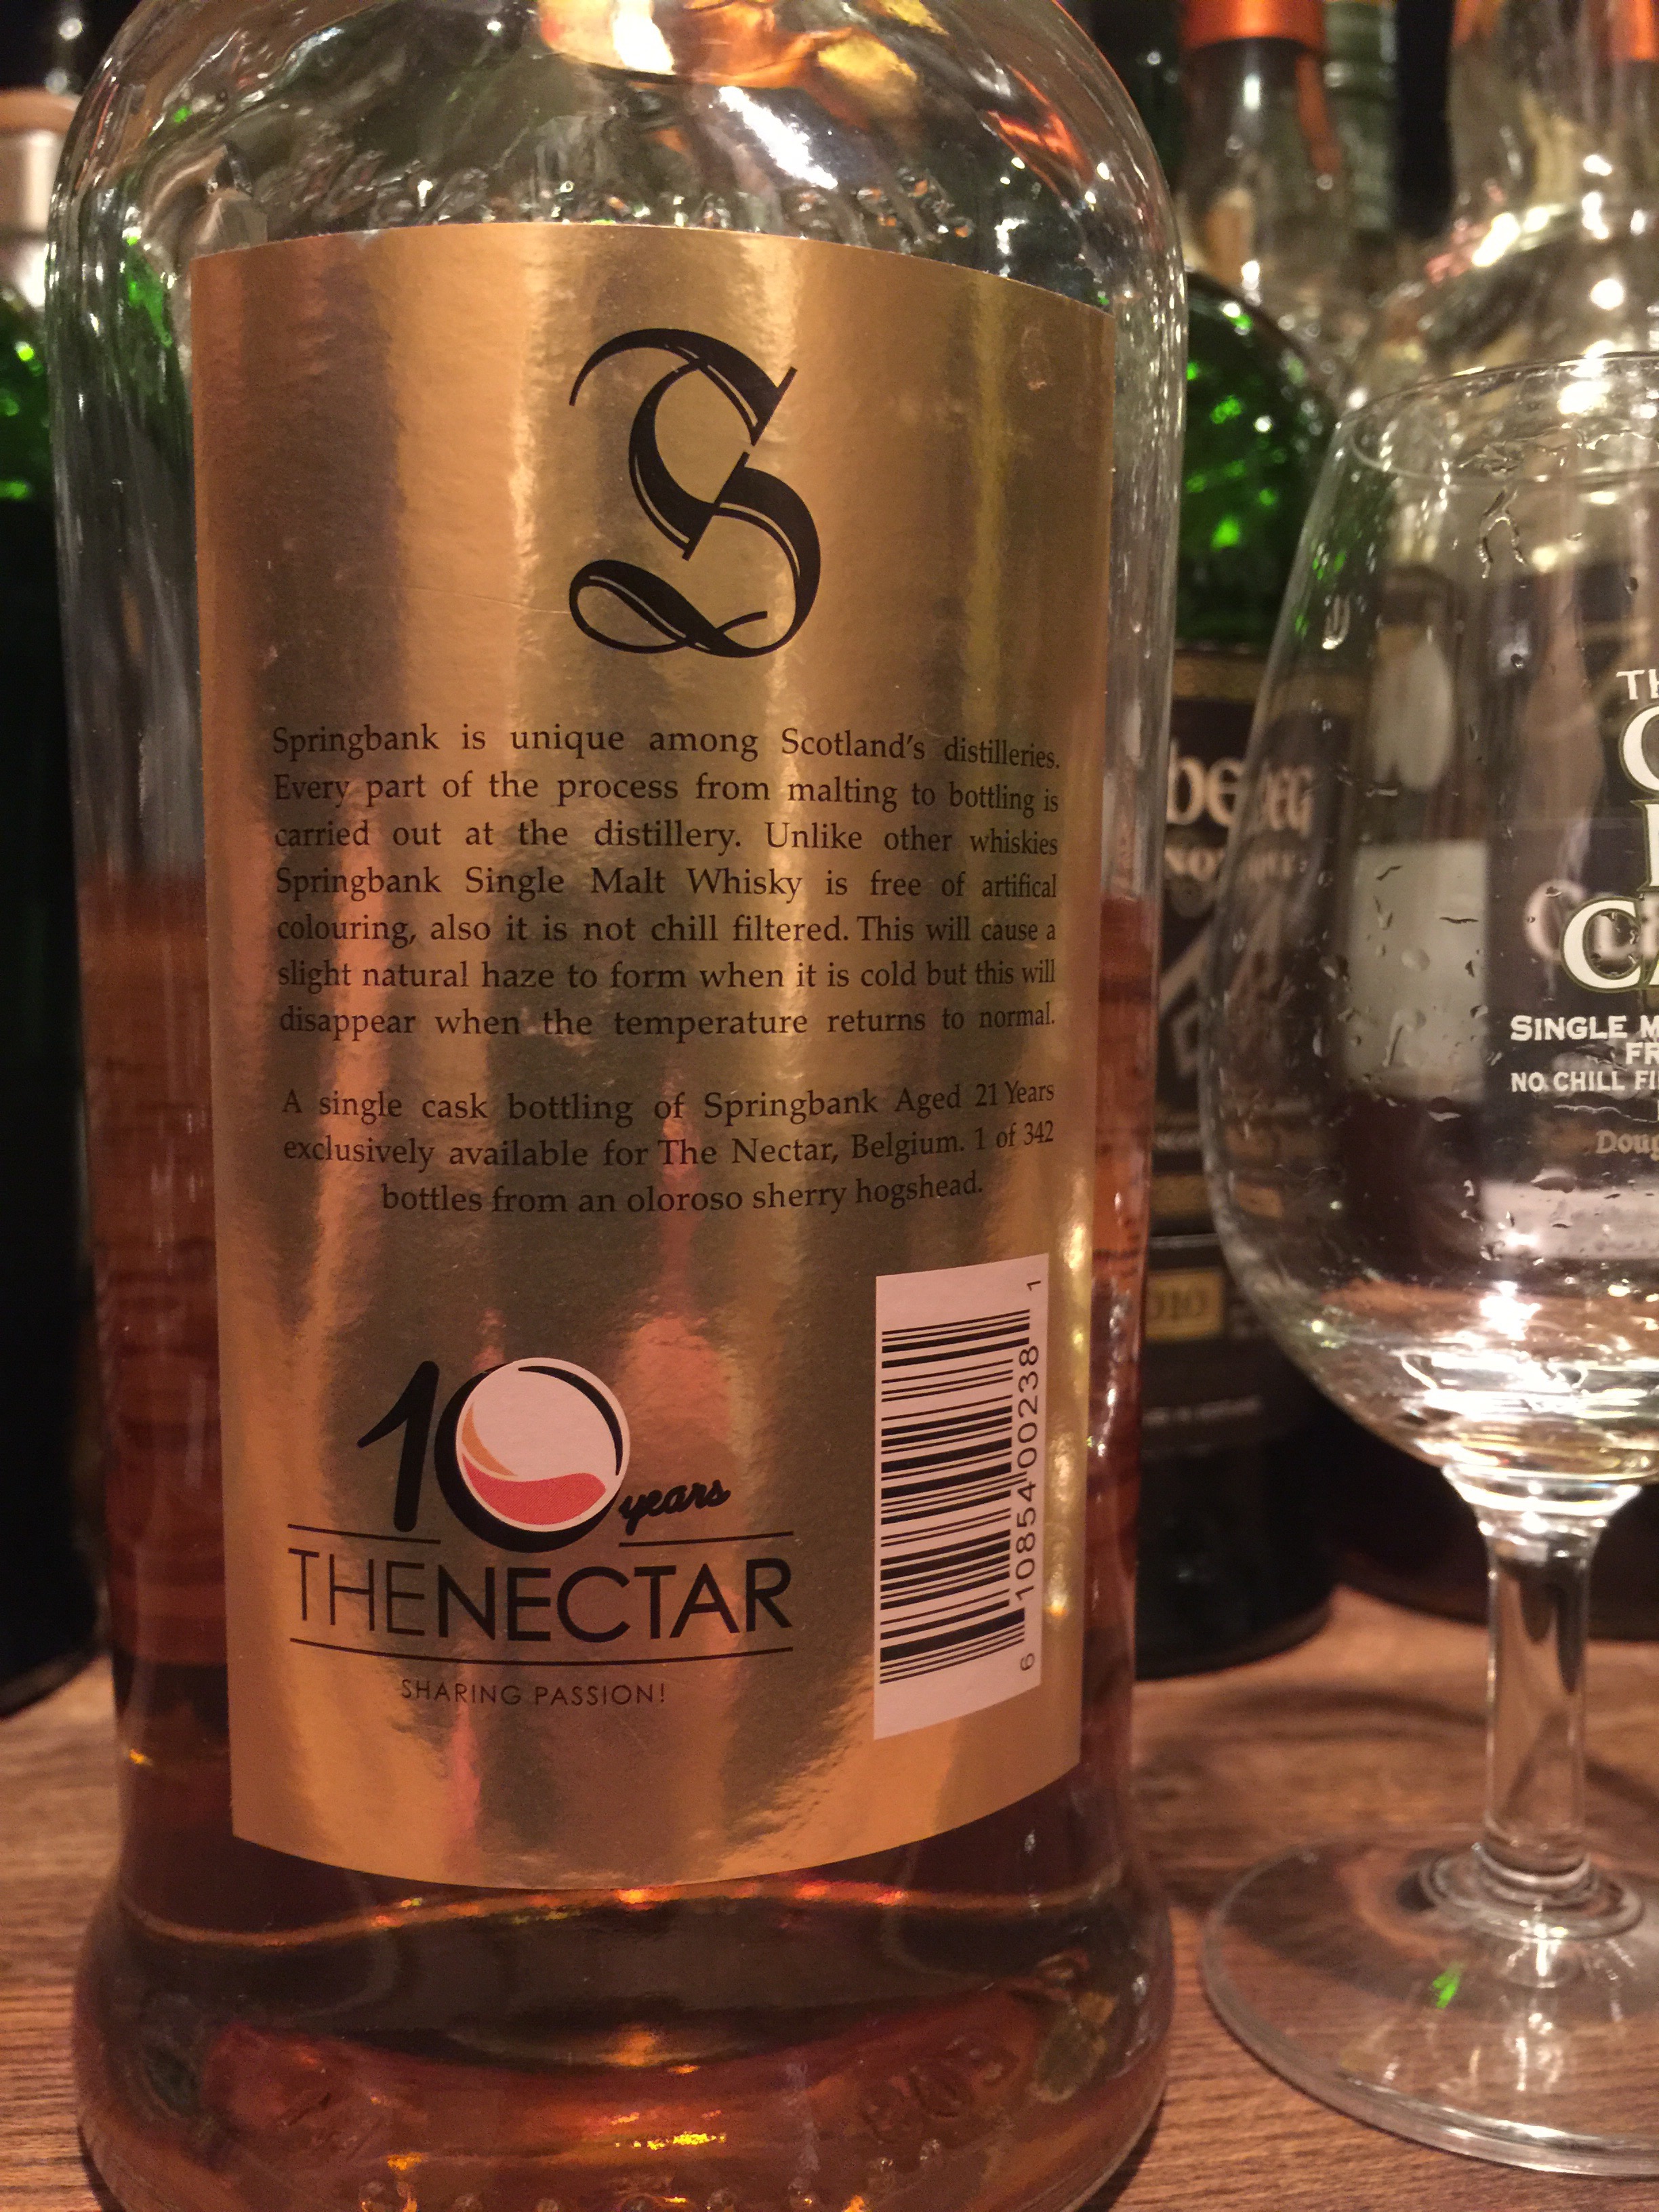 S
Springbank is unique among Scotland's distilleries.
Every part of the process from malting to bottling is
carried out at the distillery. Unlike other whiskies
Springbank Single Malt Whisky is free of artifical
colouring, also it is not chill filtered. This will cause a
slight natural haze to form when it is cold but this will
disappear when the temperature returns to normal.
A single cask bottling of Springbank Aged 21 Years
exclusively available for The Nectar, Belgium. 1 of 342
bottles from an oloroso sherry hogshead.
10 years
THENECTAR
SHARING PASSION!
6 10854 00238 1
SINGLE
NO CHILL